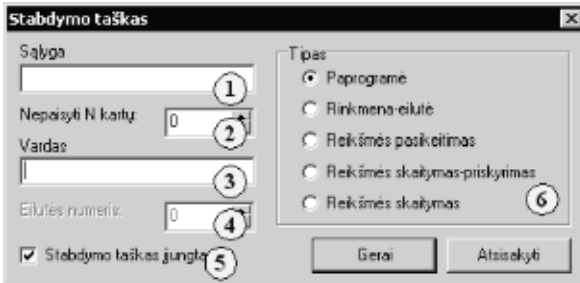 Stabdymo taškas
Sąlyga
1
Nepaisyti N kartų:
0
2
Vardas
3
Eilutės numeris:
0
4
Stabdymo taškas įjungtas
5
Tipas
Paprogramė
Rinkmena-eilutė
Reikšmės pasikeitimas
Reikšmės skaitymas-priskyrimas
Reikšmės skaitymas
6
Gerai
Atsisakyti